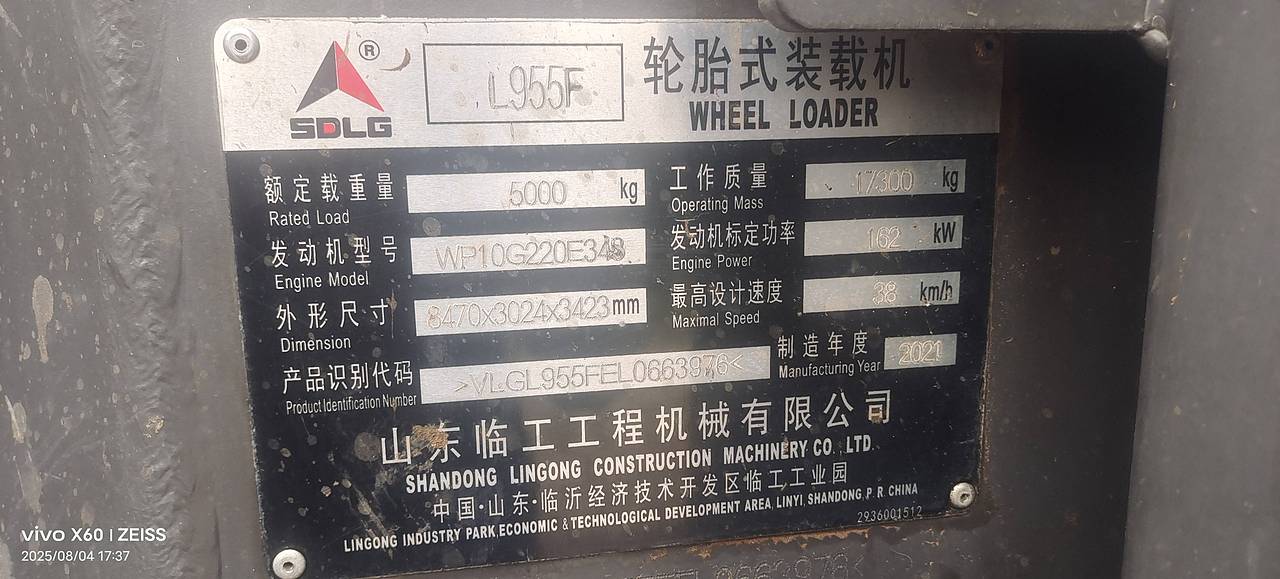 SDLG ®
L955F
轮胎式装载机
WHEEL LOADER
额定载重量 5000 kg
Rated Load
工作质量 17300 kg
Operating Mass
发动机型号 WP10G220E343
Engine Model
发动机标定功率 162 kW
Engine Power
外形尺寸 8470x3024x3423 mm
Dimension
最高设计速度 38 km/h
Maximal Speed
产品识别代码 >VLGL955FEL0663976<
Product Identification Number
制造年度 2021
Manufacturing Year
山东临工工程机械有限公司
SHANDONG LINGONG CONSTRUCTION MACHINERY CO.,LTD.
中国·山东·临沂经济技术开发区临工工业园
LINGONG INDUSTRY PARK,ECONOMIC & TECHNOLOGICAL DEVELOPMENT AREA, LINYI, SHANDONG, P. R. CHINA
2936001512
vivo X60 | ZEISS
2025/08/04 17:37